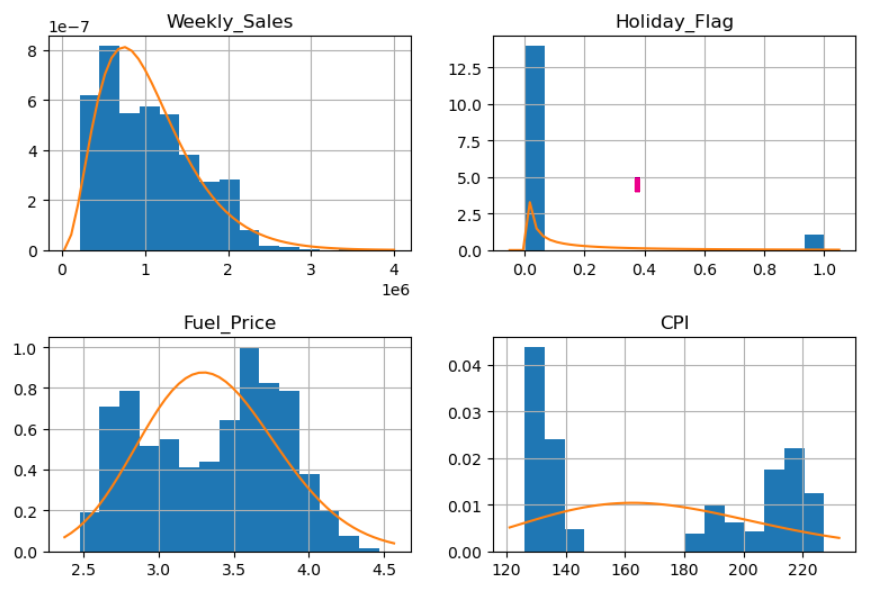 Weekly_Sales
1e−7
8
6
4
2
0
0 1 2 3 4
1e6
Holiday_Flag
12.5
10.0
7.5
5.0
2.5
0.0
0.0 0.2 0.4 0.6 0.8 1.0
Fuel_Price
1.0
0.8
0.6
0.4
0.2
0.0
2.5 3.0 3.5 4.0 4.5
CPI
0.04
0.03
0.02
0.01
0.00
120 140 160 180 200 220